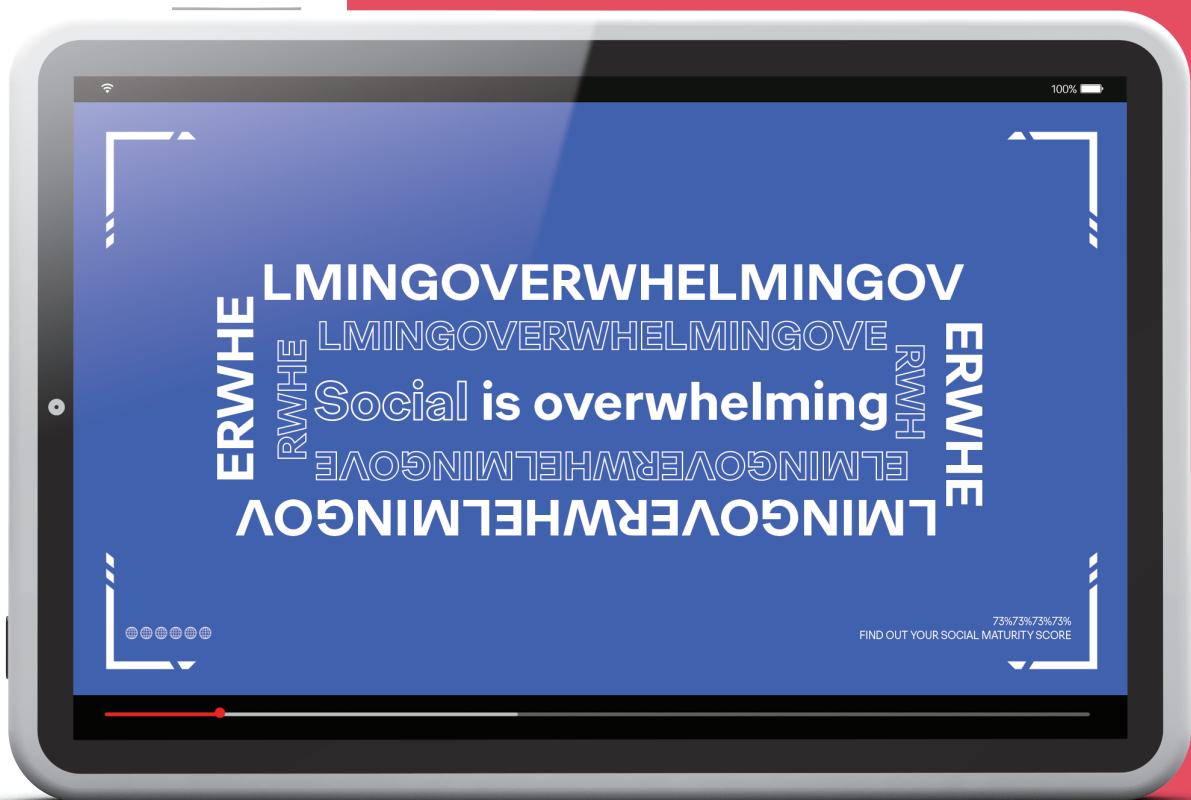 100%
LMINGOVERWHELMINGOV
ERWHE
LMINGOVERWHELMINGOVE
RWHE
Social is overwhelming
RWH
ERWHE
ELMINGOVERWHELMINGOVE
LMINGOVERWHELMINGOV
73%73%73%73%
FIND OUT YOUR SOCIAL MATURITY SCORE